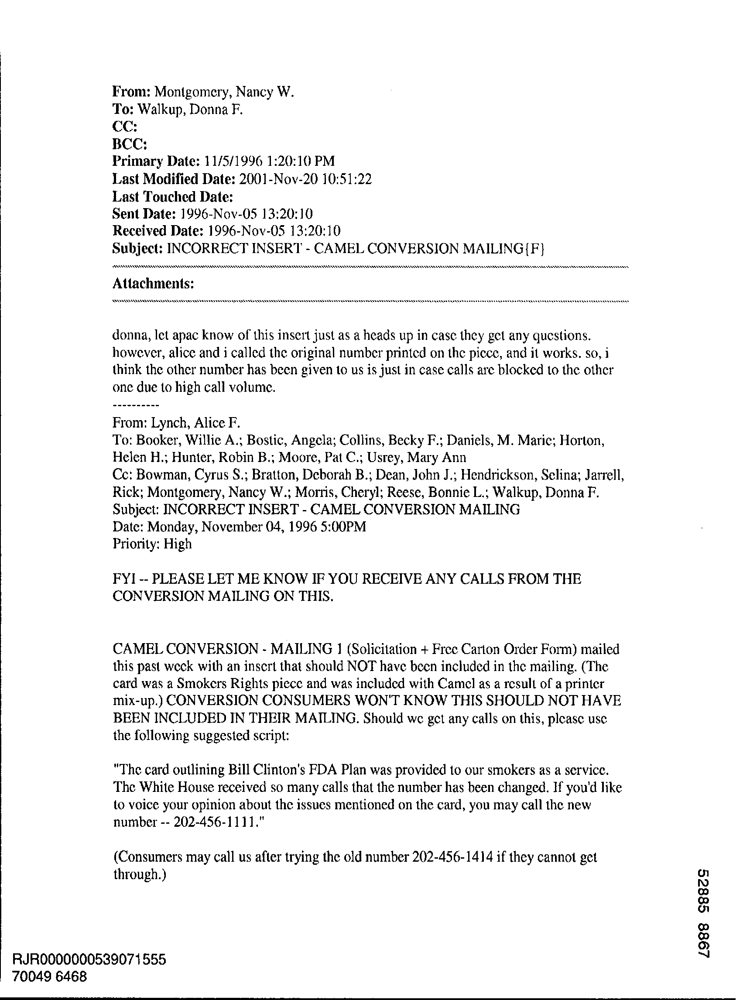 From: Montgomery, Nancy W.
To: Walkup, Donna F.
CC:
BCC:
Primary Date: 11/5/1996 1:20:10 PM
Last Modified Date: 2001-Nov-20 10:51:22
Last Touched Date:
Sent Date: 1996-Nov-05 13:20:10
Received Date: 1996-Nov-05 13:20:10
Subject: INCORRECT INSERT - CAMEL CONVERSION MAILING{F}
Attachments:
donna, let apac know of this insert just as a heads up in case they get any questions.
however, alice and i called the original number printed on the piece, and it works. so, i
think the other number has been given to us is just in case calls are blocked to the other
one due to high call volume.
----------
From: Lynch, Alice F.
To: Booker, Willie A.; Bostic, Angela; Collins, Becky F.; Daniels, M. Marie; Horton,
Helen H.; Hunter, Robin B.; Moore, Pat C.; Usrey, Mary Ann
Cc: Bowman, Cyrus S.; Bratton, Deborah B.; Dean, John J.; Hendrickson, Selina; Jarrell,
Rick; Montgomery, Nancy W.; Morris, Cheryl; Reese, Bonnie L.; Walkup, Donna F.
Subject: INCORRECT INSERT - CAMEL CONVERSION MAILING
Date: Monday, November 04, 1996 5:00PM
Priority: High
FYI -- PLEASE LET ME KNOW IF YOU RECEIVE ANY CALLS FROM THE
CONVERSION MAILING ON THIS.
CAMEL CONVERSION - MAILING 1 (Solicitation + Free Carton Order Form) mailed
this past week with an insert that should NOT have been included in the mailing. (The
card was a Smokers Rights piece and was included with Camel as a result of a printer
mix-up.) CONVERSION CONSUMERS WON'T KNOW THIS SHOULD NOT HAVE
BEEN INCLUDED IN THEIR MAILING. Should we get any calls on this, please use
the following suggested script:
"The card outlining Bill Clinton's FDA Plan was provided to our smokers as a service.
The White House received so many calls that the number has been changed. If you'd like
to voice your opinion about the issues mentioned on the card, you may call the new
number -- 202-456-1111."
(Consumers may call us after trying the old number 202-456-1414 if they cannot get
through.)
52885 8867
RJR0000000539071555
70049 6468